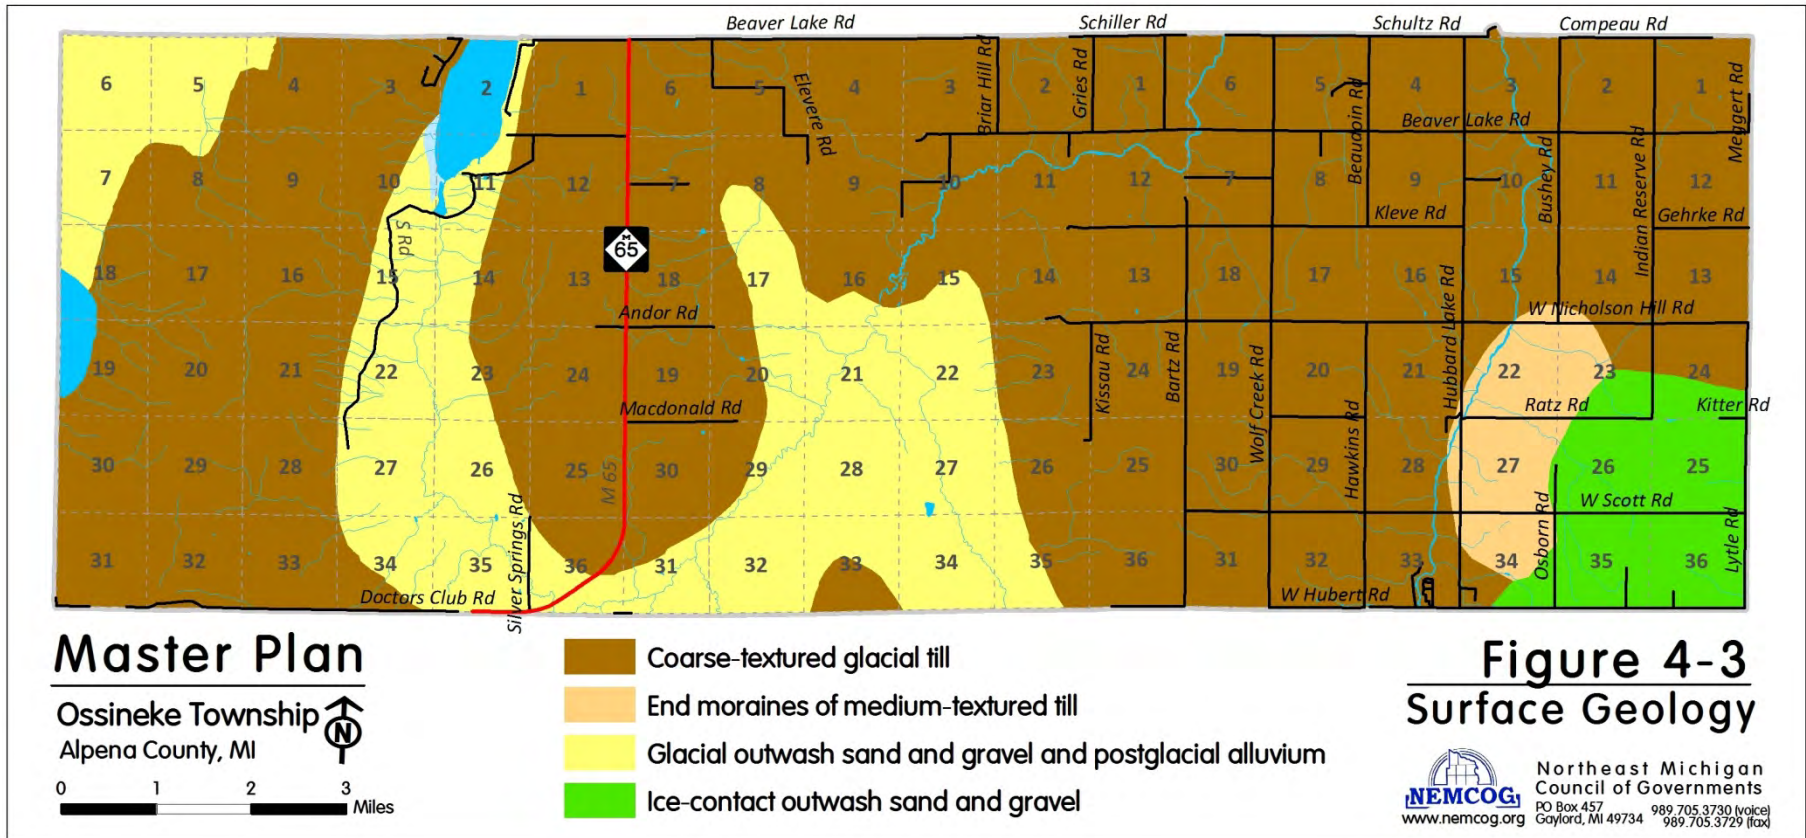 Beaver Lake Rd
Schiller Rd
Schultz Rd
Compeau Rd
6 5 4 3 2 1 6 5 4 3 2 1 6 5 4 3 2 1
Elevere Rd
Briar Hill Rd
Gries Rd
Beaudoin Rd
Meggert Rd
Beaver Lake Rd
7 8 9 10 11 12 7 8 9 10 11 12 7 8 9 10 11 12
Bushey Rd
Indian Reserve Rd
Kleve Rd
Gehrke Rd
S Rd
M
65
18 17 16 15 14 13 18 17 16 15 14 13 18 17 16 15 14 13
Andor Rd
Hubbard Lake Rd
W Nicholson Hill Rd
19 20 21 22 23 24 19 20 21 22 23 24 19 20 21 22 23 24
Kissau Rd
Bartz Rd
Wolf Creek Rd
Macdonald Rd
Ratz Rd
Kitter Rd
30 29 28 27 26 25 30 29 28 27 26 25 30 29 28 27 26 25
M 65
Hawkins Rd
W Scott Rd
Silver Springs Rd
Osborn Rd
Lytle Rd
31 32 33 34 35 36 31 32 33 34 35 36 31 32 33 34 35 36
Doctors Club Rd
W Hubert Rd
Master Plan
Ossineke Township
Alpena County, MI
N
0 1 2 3
Miles
Coarse-textured glacial till
End moraines of medium-textured till
Glacial outwash sand and gravel and postglacial alluvium
Ice-contact outwash sand and gravel
Figure 4-3
Surface Geology
NEMCOG
www.nemcog.org
Northeast Michigan
Council of Governments
PO Box 457
Gaylord, MI 49734
989.705.3730 (voice)
989.705.3729 (fax)